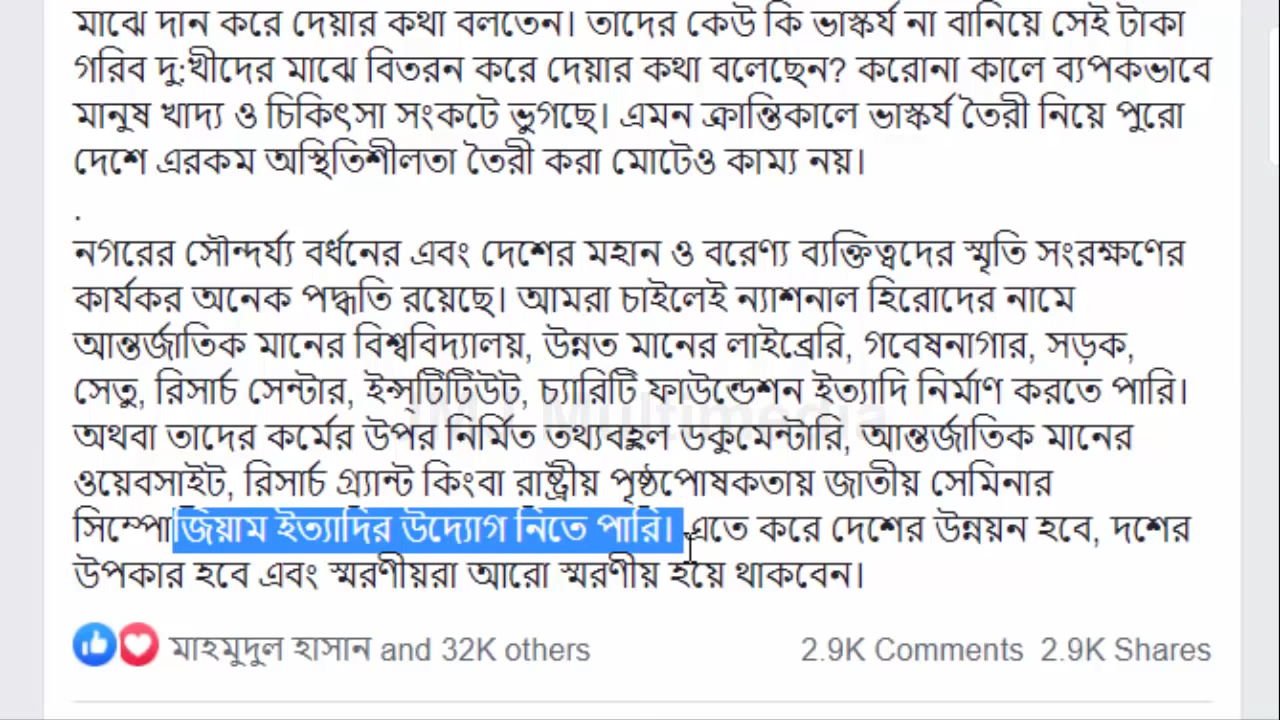 মাঝে দান করে দেয়ার কথা বলতেন। তাদের কেউ কি ভাস্কর্য না বানিয়ে সেই টাকা
গরিব দু:খীদের মাঝে বিতরন করে দেয়ার কথা বলেছেন? করোনা কালে ব্যপকভাবে
মানুষ খাদ্য ও চিকিৎসা সংকটে ভুগছে। এমন ক্রান্তিকালে ভাস্কর্য তৈরী নিয়ে পুরো
দেশে এরকম অস্থিতিশীলতা তৈরী করা মোটেও কাম্য নয়।
.
নগরের সৌন্দর্য্য বর্ধনের এবং দেশের মহান ও বরেণ্য ব্যক্তিত্বদের স্মৃতি সংরক্ষণের
কার্যকর অনেক পদ্ধতি রয়েছে। আমরা চাইলেই ন্যাশনাল হিরোদের নামে
আন্তর্জাতিক মানের বিশ্ববিদ্যালয়, উন্নত মানের লাইব্রেরি, গবেষনাগার, সড়ক,
সেতু, রিসার্চ সেন্টার, ইন্সটিটিউট, চ্যারিটি ফাউন্ডেশন ইত্যাদি নির্মাণ করতে পারি।
অথবা তাদের কর্মের উপর নির্মিত তথ্যবহুল ডকুমেন্টারি, আন্তর্জাতিক মানের
ওয়েবসাইট, রিসার্চ গ্র্যান্ট কিংবা রাষ্ট্রীয় পৃষ্ঠপোষকতায় জাতীয় সেমিনার
সিম্পোজিয়াম ইত্যাদির উদ্যোগ নিতে পারি। এতে করে দেশের উন্নয়ন হবে, দশের
উপকার হবে এবং স্মরণীয়রা আরো স্মরণীয় হয়ে থাকবেন।
মাহমুদুল হাসান and 32K others 2.9K Comments 2.9K Shares